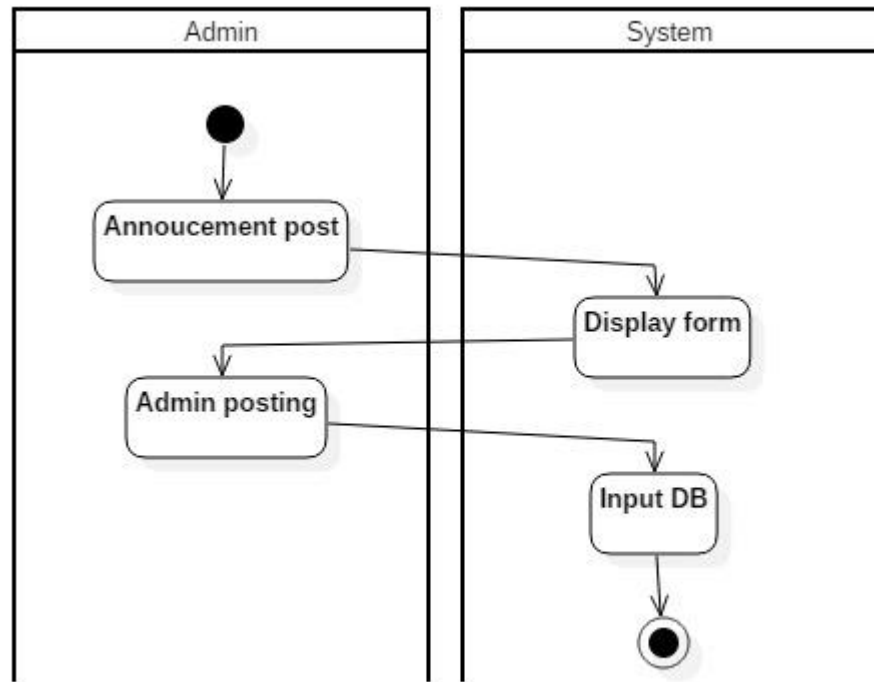 Admin
System
Annoucement post
Display form
Admin posting
Input DB